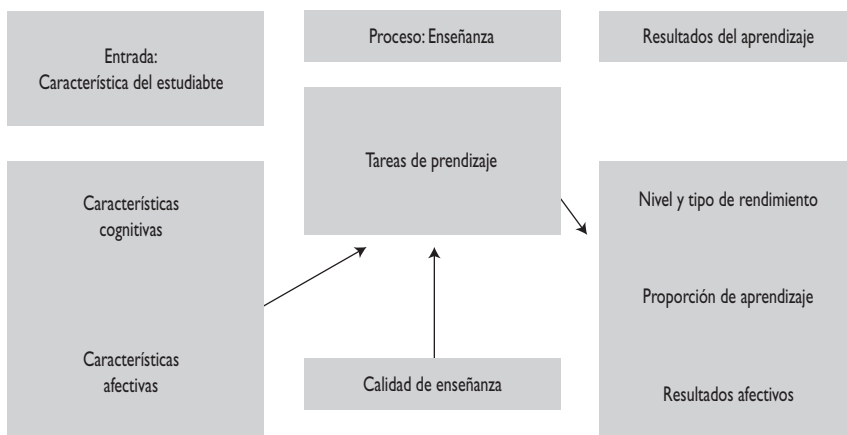 Entrada:
Característica del estudiabte
Proceso: Enseñanza
Resultados del aprendizaje
Características
cognitivas
Características
afectivas
Tareas de prendizaje
Calidad de enseñanza
Nivel y tipo de rendimiento
Proporción de aprendizaje
Resultados afectivos